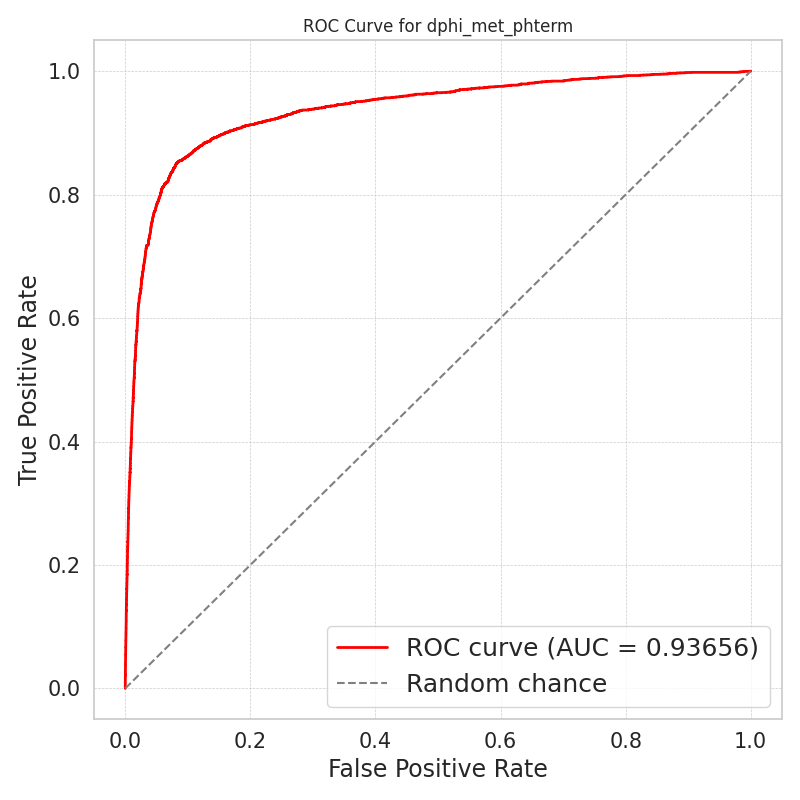 ROC Curve for dphi_met_phterm
True Positive Rate
1.0
0.8
0.6
0.4
0.2
0.0
ROC curve (AUC = 0.93656)
Random chance
0.0 0.2 0.4 0.6 0.8 1.0
False Positive Rate